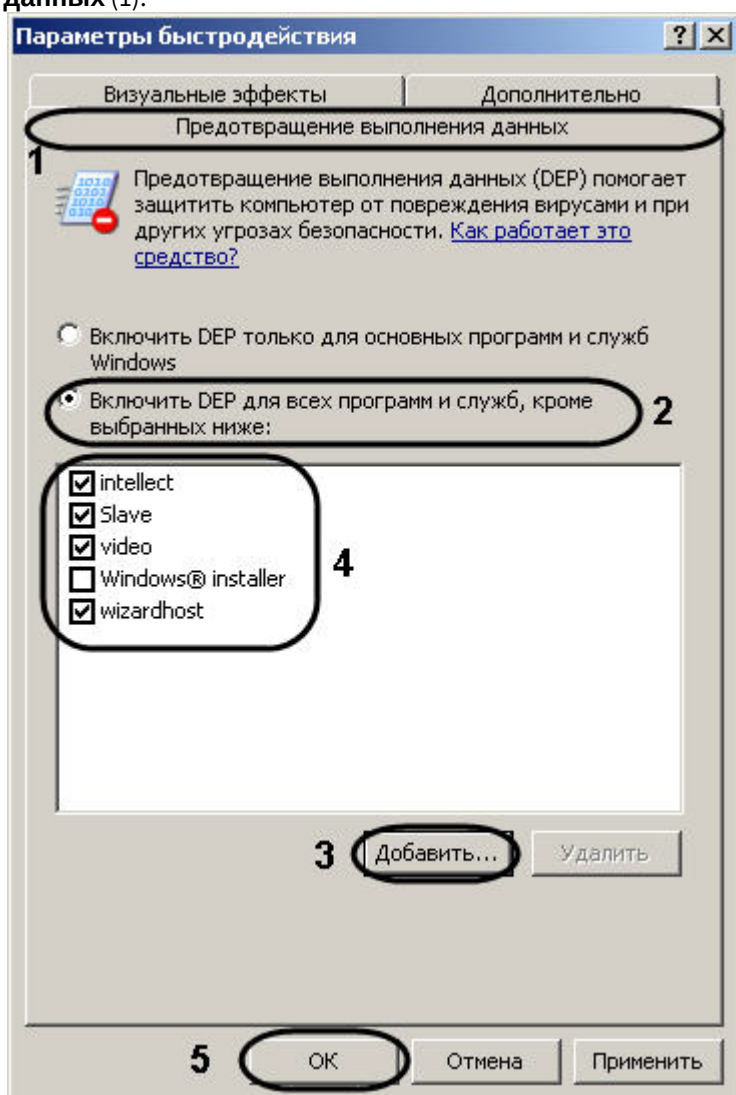 данных (1).
Параметры быстродействия
Визуальные эффекты
Дополнительно
Предотвращение выполнения данных
1
Предотвращение выполнения данных (DEP) помогает
защитить компьютер от повреждения вирусами и при
других угрозах безопасности. Как работает это
средство?
Включить DEP только для основных программ и служб
Windows
Включить DEP для всех программ и служб, кроме
выбранных ниже:
2
intellect
Slave
video
Windows® installer
wizardhost
4
3
Добавить...
Удалить
5
ОК
Отмена
Применить